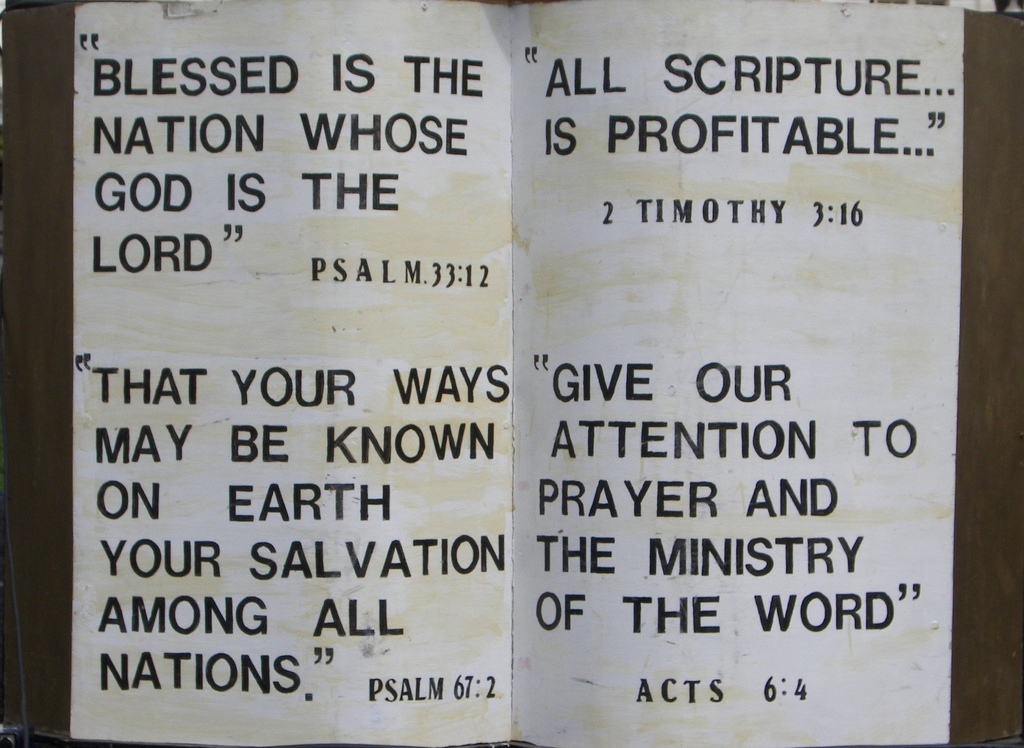 "BLESSED IS THE
NATION WHOSE
GOD IS THE
LORD"
PSALM.33:12
"THAT YOUR WAYS
MAY BE KNOWN
ON EARTH
YOUR SALVATION
AMONG ALL
NATIONS."
PSALM 67:2
"ALL SCRIPTURE...
IS PROFITABLE..."
2 TIMOTHY 3:16
"GIVE OUR
ATTENTION TO
PRAYER AND
THE MINISTRY
OF THE WORD"
ACTS 6:4